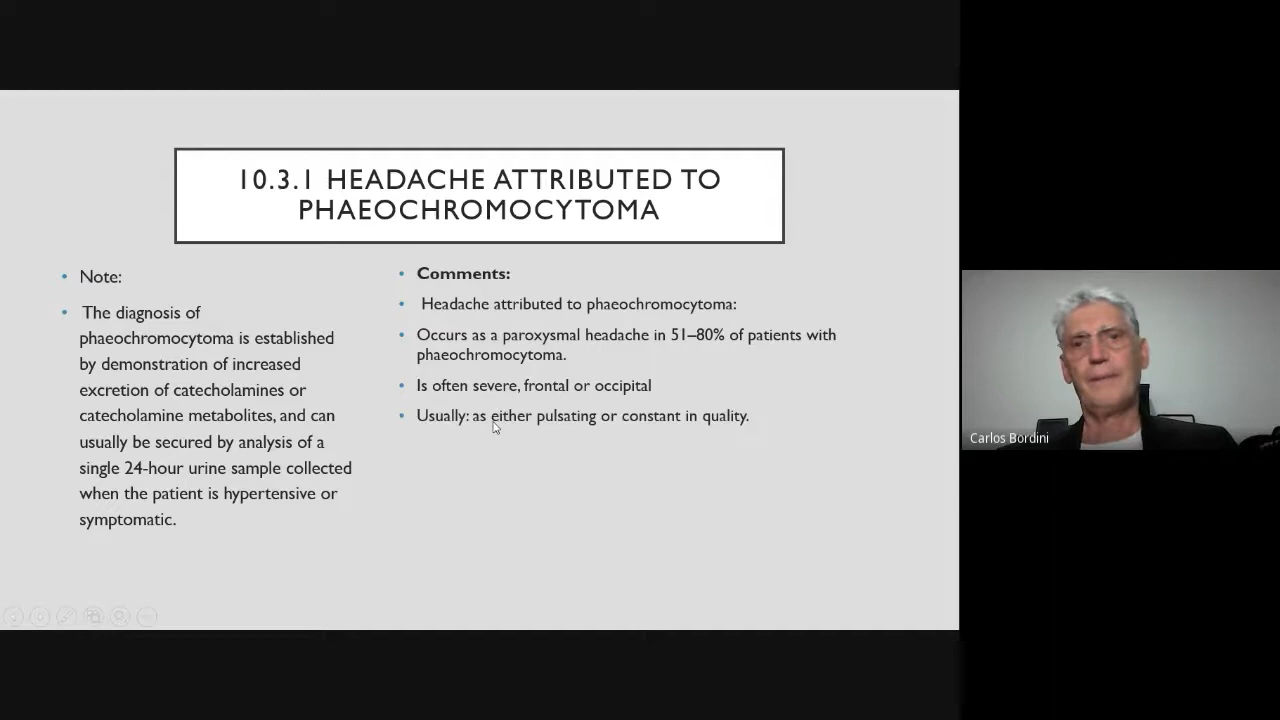 10.3.1 HEADACHE ATTRIBUTED TO
PHAEOCHROMOCYTOMA
• Note:
• The diagnosis of
phaeochromocytoma is established
by demonstration of increased
excretion of catecholamines or
catecholamine metabolites, and can
usually be secured by analysis of a
single 24-hour urine sample collected
when the patient is hypertensive or
symptomatic.
• Comments:
• Headache attributed to phaeochromocytoma:
• Occurs as a paroxysmal headache in 51–80% of patients with
phaeochromocytoma.
• Is often severe, frontal or occipital
• Usually: as either pulsating or constant in quality.
Carlos Bordini